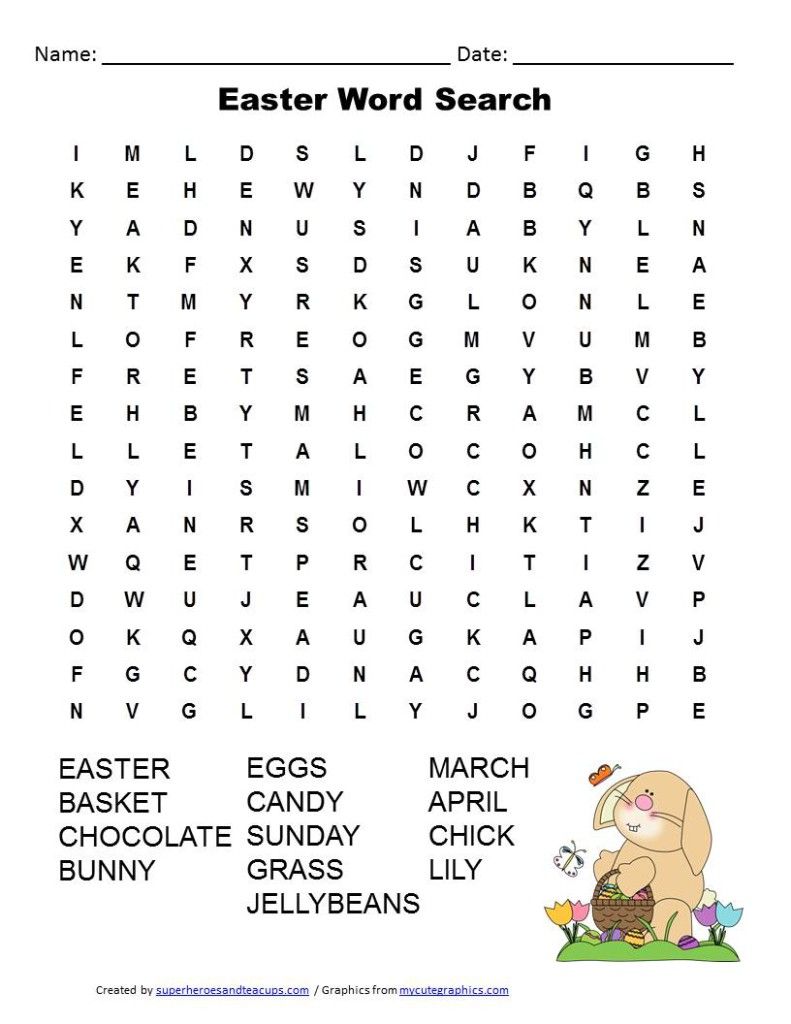 Name: ______________________________ Date: ___________________
Easter Word Search
I M L D S L D J F I G H
K E H E W Y N D B Q B S
Y A D N U S I A B Y L N
E K F X S D S U K N E A
N T M Y R K G L O N L E
L O F R E O G M V U M B
F R E T S A E G Y B V Y
E H B Y M H C R A M C L
L L E T A L O C O H C L
D Y I S M I W C X N Z E
X A N R S O L H K T I J
W Q E T P R C I T I Z V
D W U J E A U C L A V P
O K Q X A U G K A P I J
F G C Y D N A C Q H H B
N V G L I L Y J O G P E
EASTER EGGS MARCH
BASKET CANDY APRIL
CHOCOLATE SUNDAY CHICK
BUNNY GRASS LILY
JELLYBEANS
Created by superheroesandteacups.com / Graphics from mycutegraphics.com